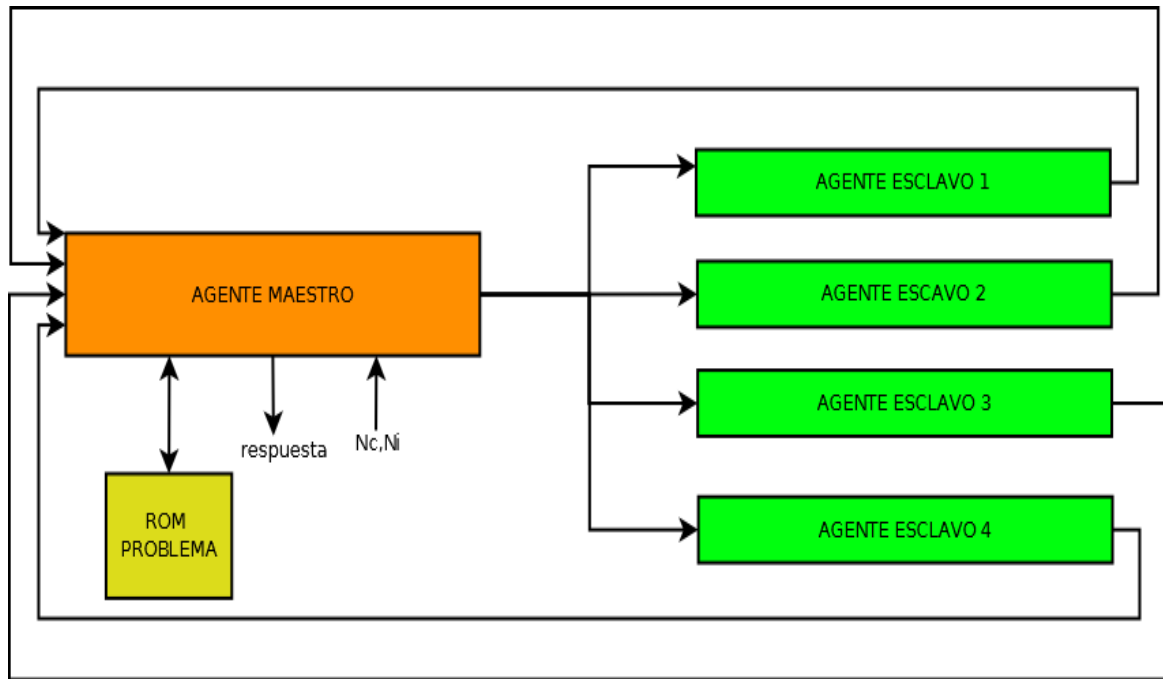 AGENTE ESCLAVO 1
AGENTE MAESTRO
AGENTE ESCAVO 2
AGENTE ESCLAVO 3
respuesta
Nc,Ni
ROM
PROBLEMA
AGENTE ESCLAVO 4